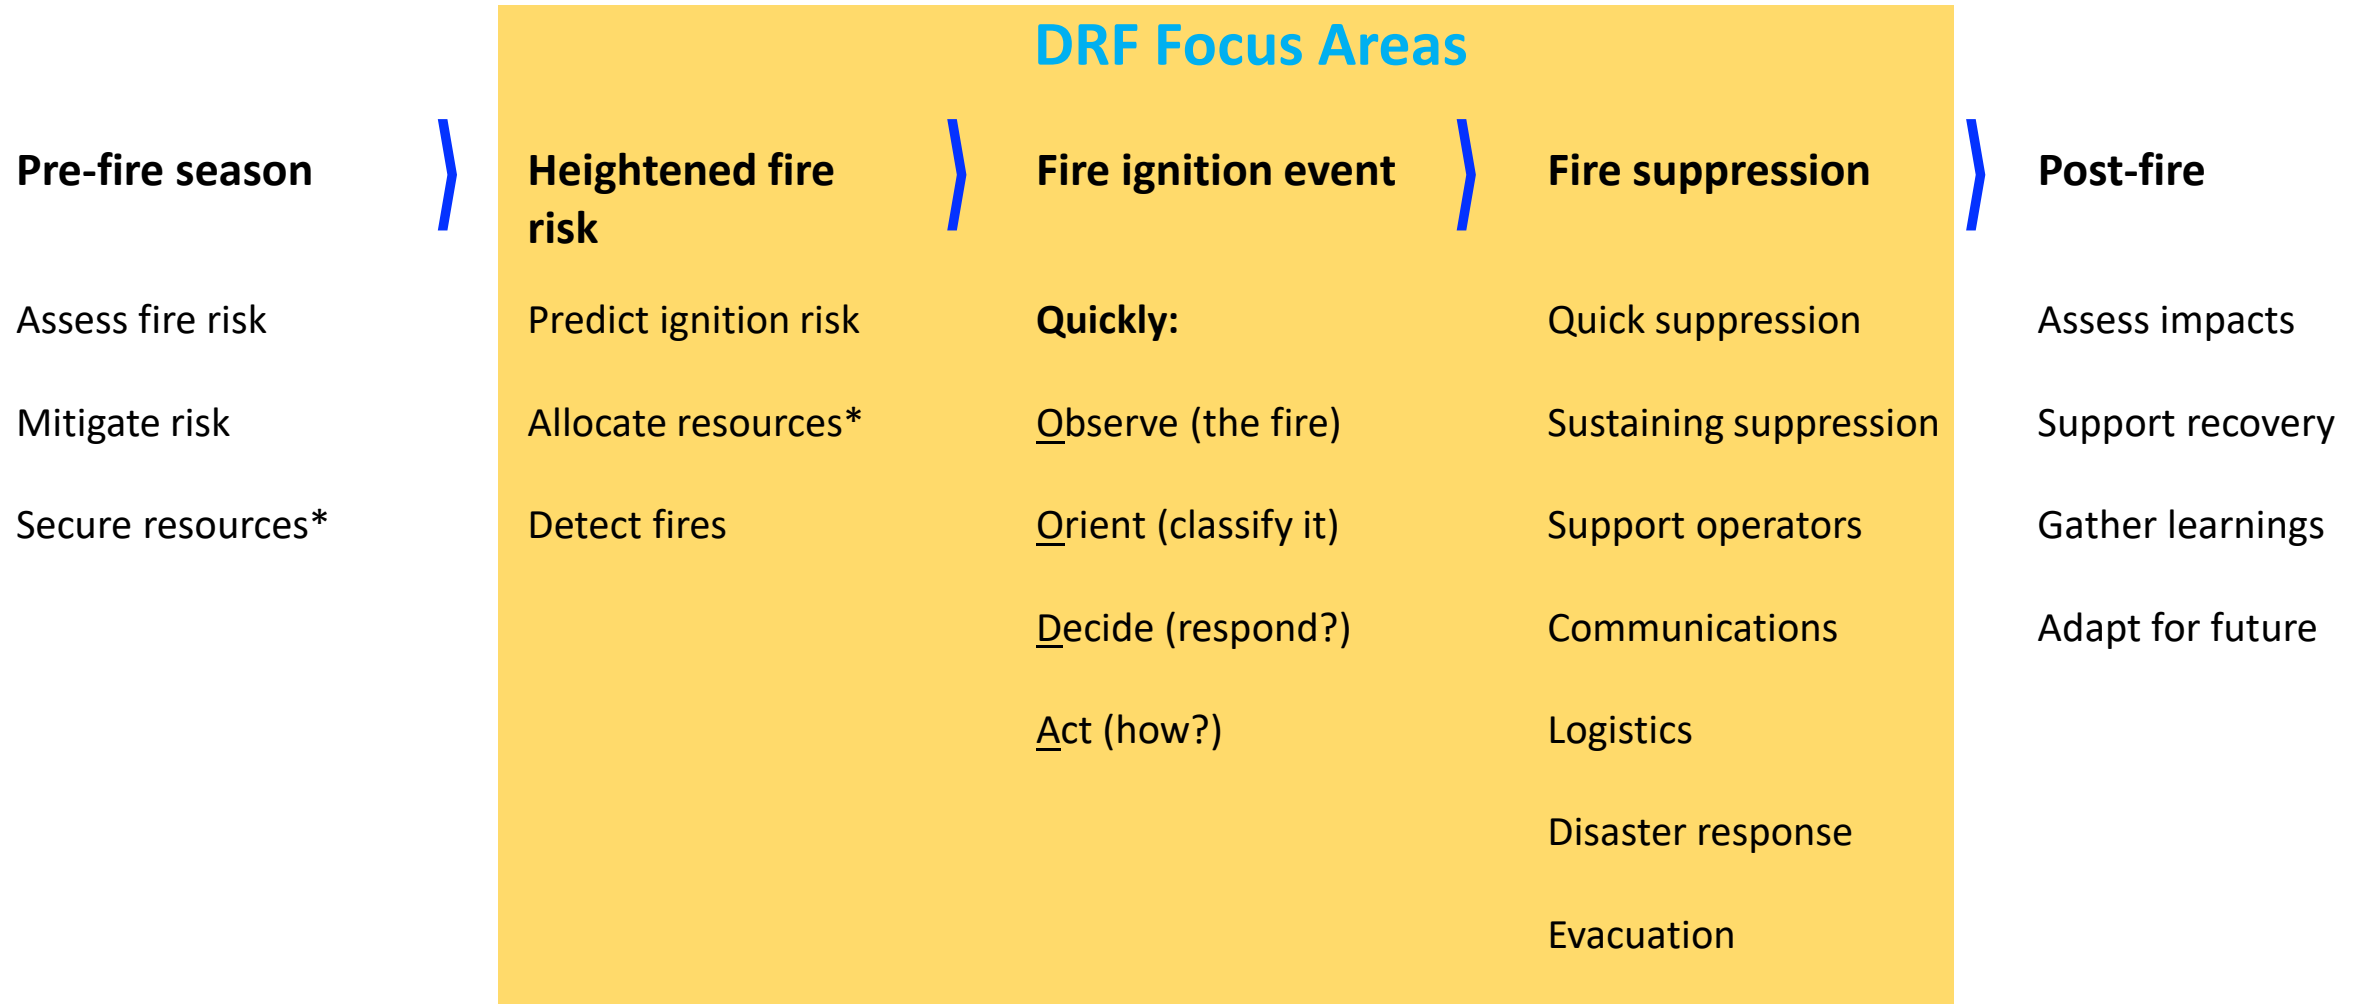 DRF Focus Areas
Pre-fire season
Assess fire risk
Mitigate risk
Secure resources*
Heightened fire
risk
Predict ignition risk
Allocate resources*
Detect fires
Fire ignition event
Quickly:
Observe (the fire)
Orient (classify it)
Decide (respond?)
Act (how?)
Fire suppression
Quick suppression
Sustaining suppression
Support operators
Communications
Logistics
Disaster response
Evacuation
Post-fire
Assess impacts
Support recovery
Gather learnings
Adapt for future